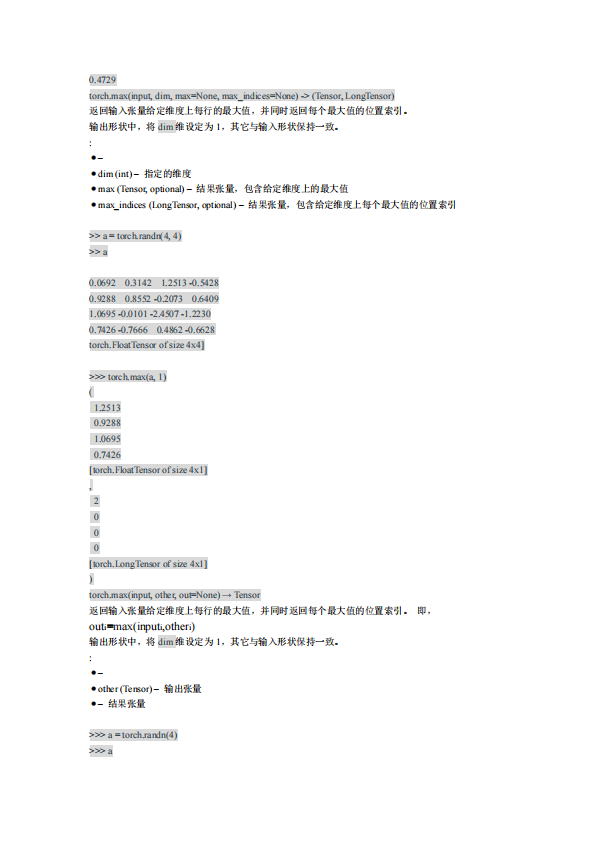 0.4729
torch.max(input, dim, max=None, max_indices=None) -> (Tensor, LongTensor)
返回输入张量给定维度上每行的最大值，并同时返回每个最大值的位置索引。
输出形状中，将 dim 维设定为 1，其它与输入形状保持一致。
:
●–
●dim (int) – 指定的维度
●max (Tensor, optional) – 结果张量，包含给定维度上的最大值
●max_indices (LongTensor, optional) – 结果张量，包含给定维度上每个最大值的位置索引
>> a = torch.randn(4, 4)
>> a
0.0692 0.3142 1.2513 -0.5428
0.9288 0.8552 -0.2073 0.6409
1.0695 -0.0101 -2.4507 -1.2230
0.7426 -0.7666 0.4862 -0.6628
torch.FloatTensor of size 4x4]
>>> torch.max(a, 1)
(
1.2513
0.9288
1.0695
0.7426
[torch.FloatTensor of size 4x1]
,
2
0
0
0
[torch.LongTensor of size 4x1]
)
torch.max(input, other, out=None) → Tensor
返回输入张量给定维度上每行的最大值，并同时返回每个最大值的位置索引。 即，
outi=max(inputi,otheri)
输出形状中，将 dim 维设定为 1，其它与输入形状保持一致。
:
●–
●other (Tensor) – 输出张量
●– 结果张量
>>> a = torch.randn(4)
>>> a